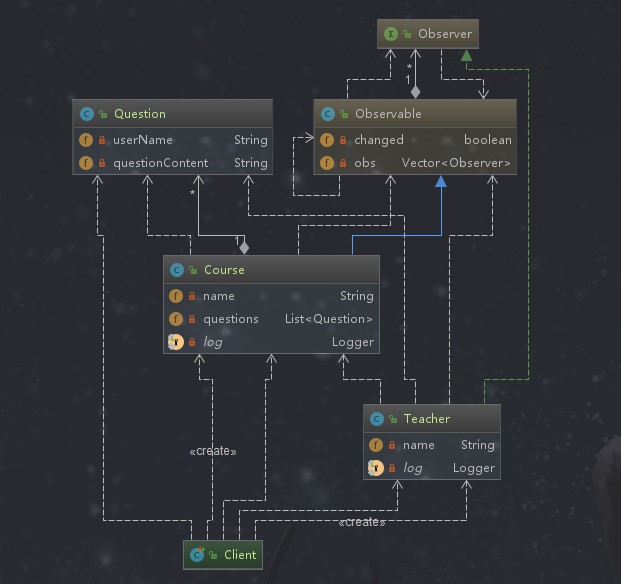 Observer
*
1
Question
userName String
questionContent String
Observable
changed boolean
obs Vector<Observer>
*
1
Course
name String
questions List<Question>
log Logger
Teacher
name String
log Logger
«create»
«create»
Client